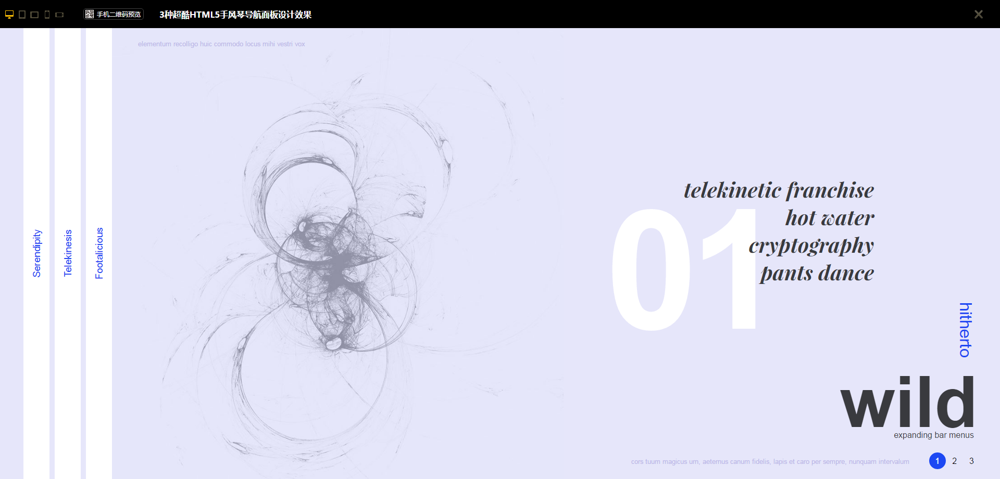 手机二维码预览
3种超酷HTML5手风琴导航面板设计效果
elementum recolligo huic commodo locus mihi vestri vox
Serendipity
Telekinesis
Footalicious
01
telekinetic franchise
hot water
cryptography
pants dance
hitherto
wild
expanding bar menus
cors tuum magicus urn, aeternus canum fidelis, lapis et caro per sempre, nunquam intervalum
1 2 3